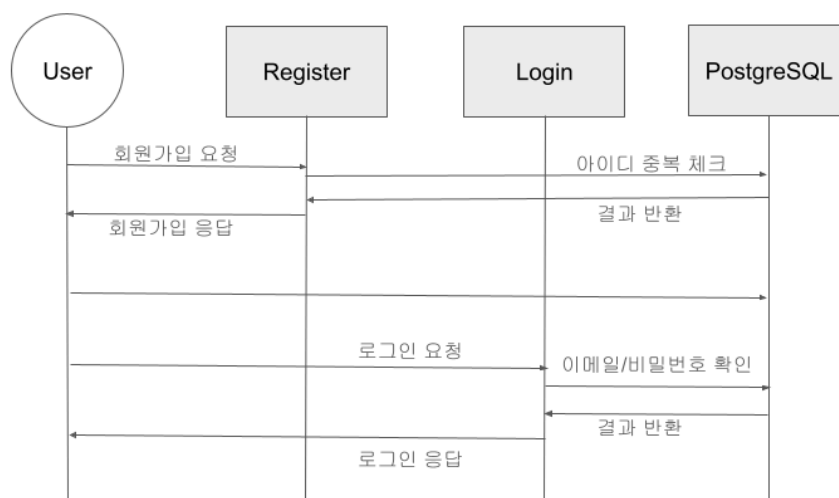 User
Register
Login
PostgreSQL
회원가입 요청
아이디 중복 체크
결과 반환
회원가입 응답
로그인 요청
이메일/비밀번호 확인
결과 반환
로그인 응답